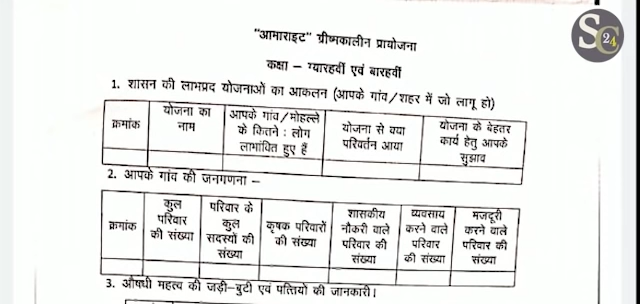 "आमाराइट" ग्रीष्मकालीन प्रायोजना
कक्षा – ग्यारहवीं एवं बारहवीं
1. शासन की लाभप्रद योजनाओं का आकलन (आपके गांव/शहर में जो लागू हो)
क्रमांक
योजना का
नाम
आपके गांव/मोहल्ले
के कितने : लोग
लाभांवित हुए हैं
योजना से क्या
परिवर्तन आया
योजना के बेहतर
कार्य हेतु आपके
सुझाव
2. आपके गांव की जनगणना –
क्रमांक
कुल
परिवार
की संख्या
परिवार के
कुल
सदस्यों की
संख्या
कृषक परिवारों
की संख्या
शासकीय
नौकरी वाले
परिवार की
संख्या
व्यवसाय
करने वाले
परिवार
की संख्या
मजदूरी
करने वाले
परिवार की
संख्या
3. औषधी महत्व की जड़ी-बुटी एवं पत्तियों की जानकारी।
SC24